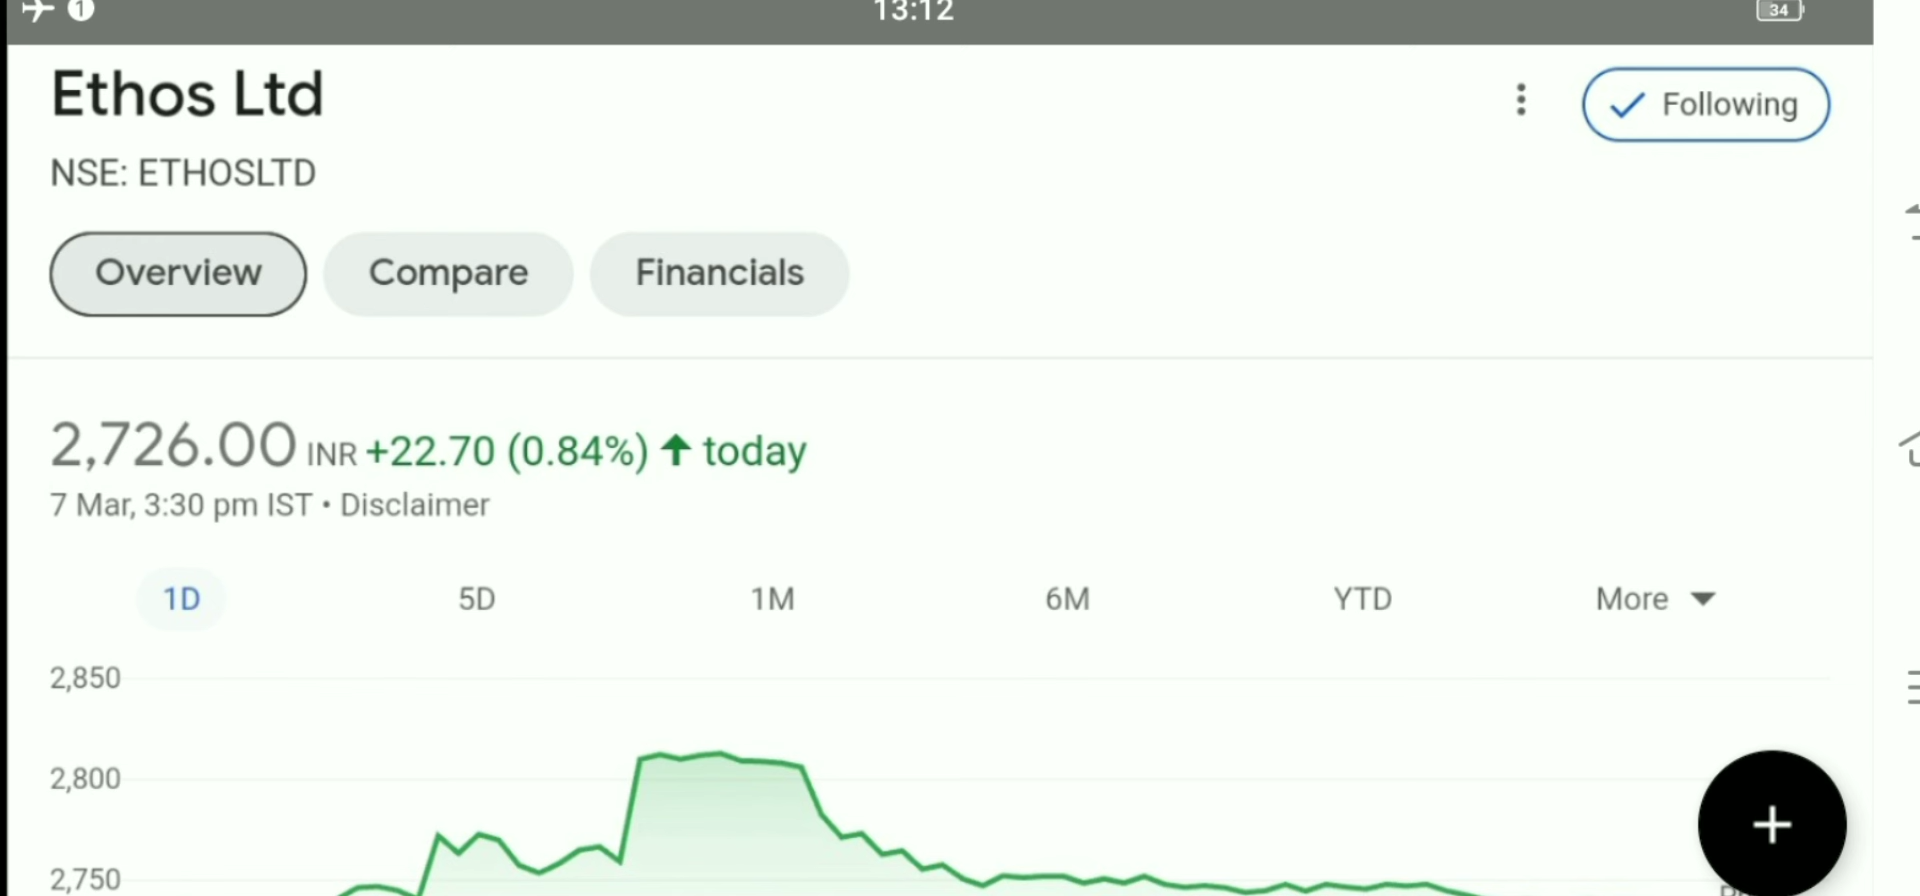 1 13:12 34
Ethos Ltd
Following
NSE: ETHOSLTD
Overview Compare Financials
2,726.00 INR +22.70 (0.84%) today
7 Mar, 3:30 pm IST • Disclaimer
1D 5D 1M 6M YTD More
2,850
2,800
2,750